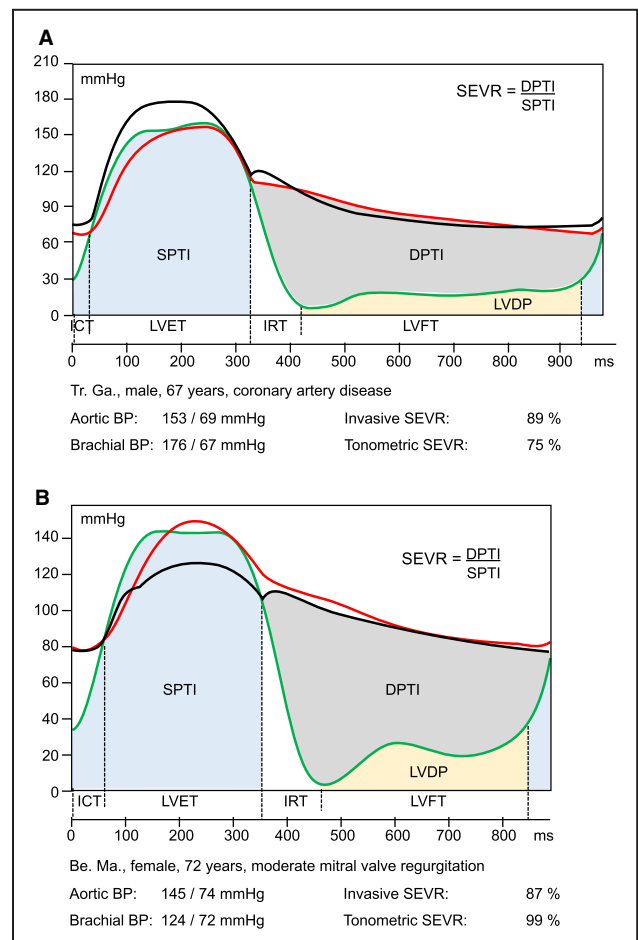 A
210
mmHg
180
150
120
90
60
30
0
SEVR = DPTI
SPTI
SPTI
DPTI
LVDP
ICT LVET IRT LVFT
0 100 200 300 400 500 600 700 800 900 ms
Tr. Ga., male, 67 years, coronary artery disease
Aortic BP: 153 / 69 mmHg Invasive SEVR: 89 %
Brachial BP: 176 / 67 mmHg Tonometric SEVR: 75 %
B
mmHg
140
120
100
80
60
40
20
0
SEVR = DPTI
SPTI
SPTI
DPTI
LVDP
ICT LVET IRT LVFT
0 100 200 300 400 500 600 700 800 ms
Be. Ma., female, 72 years, moderate mitral valve regurgitation
Aortic BP: 145 / 74 mmHg Invasive SEVR: 87 %
Brachial BP: 124 / 72 mmHg Tonometric SEVR: 99 %